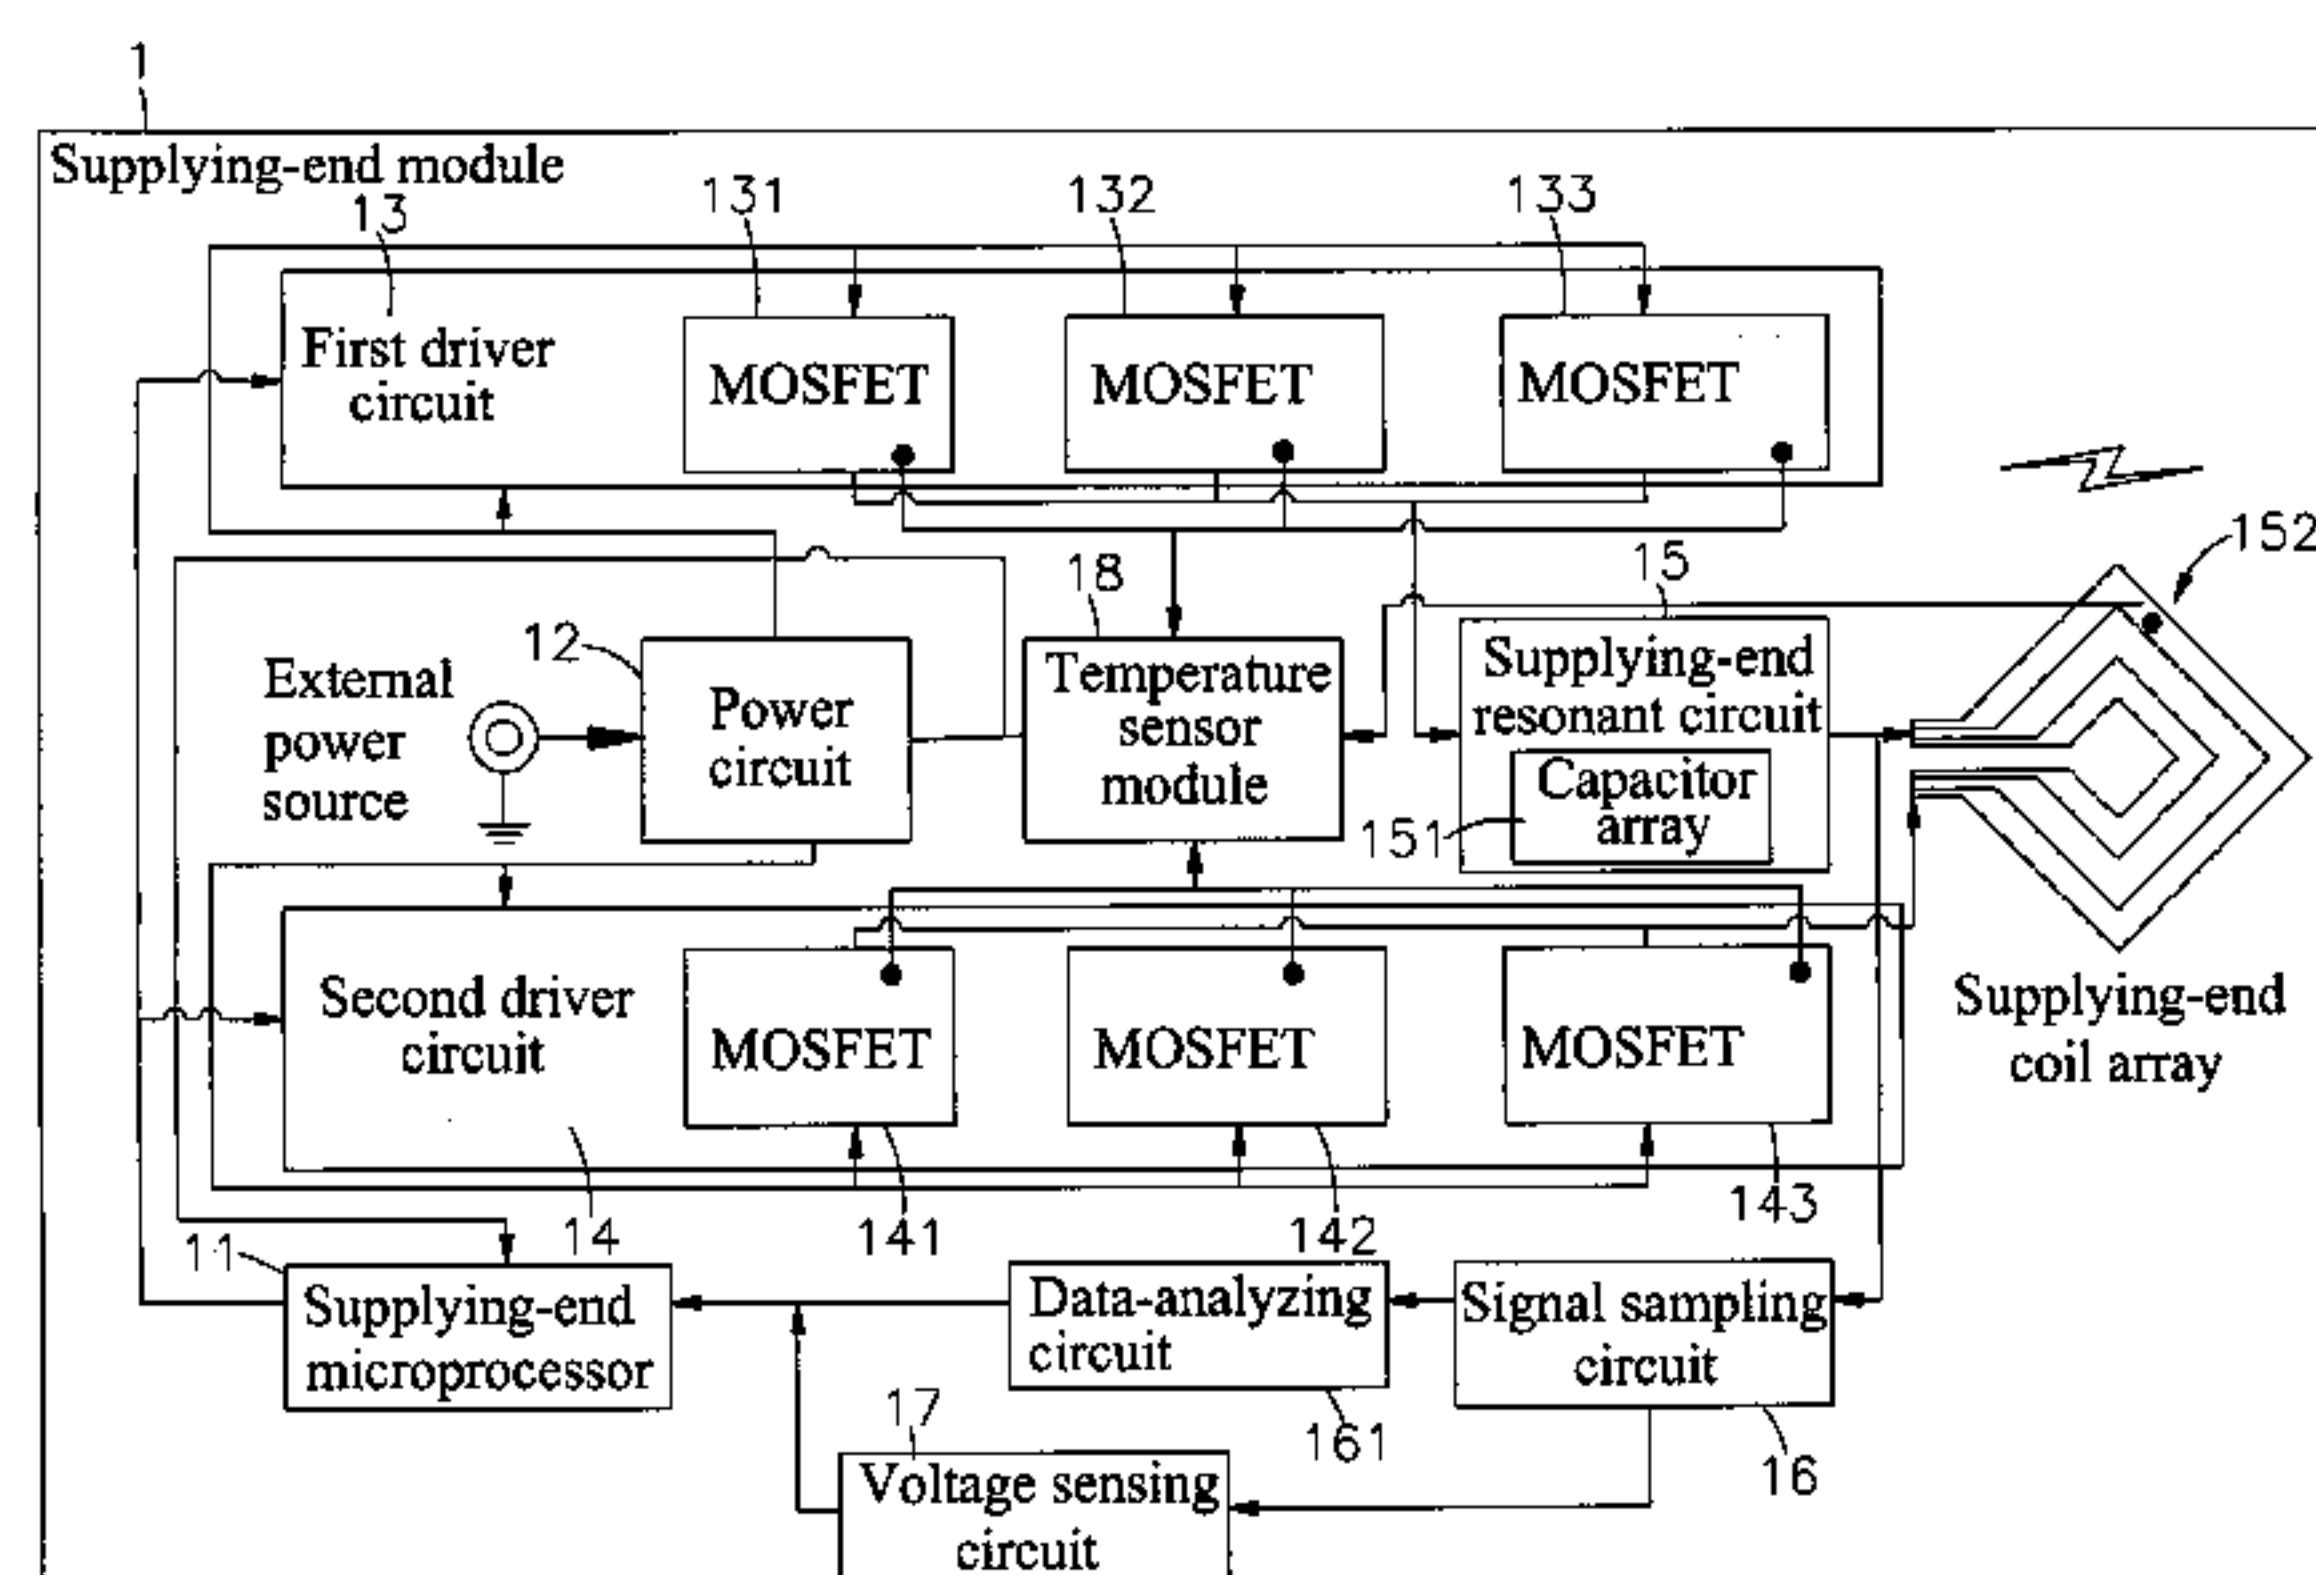 1
Supplying-end module
13
131
132
133
First driver
circuit
MOSFET
MOSFET
MOSFET
152
18
15
12
External
power
source
Power
circuit
Temperature
sensor
module
Supplying-end
resonant circuit
Capacitor
array
151
Second driver
circuit
MOSFET
MOSFET
MOSFET
Supplying-end
coil array
14
141
142
143
11
Supplying-end
microprocessor
Data-analyzing
circuit
Signal sampling
circuit
17
161
16
Voltage sensing
circuit